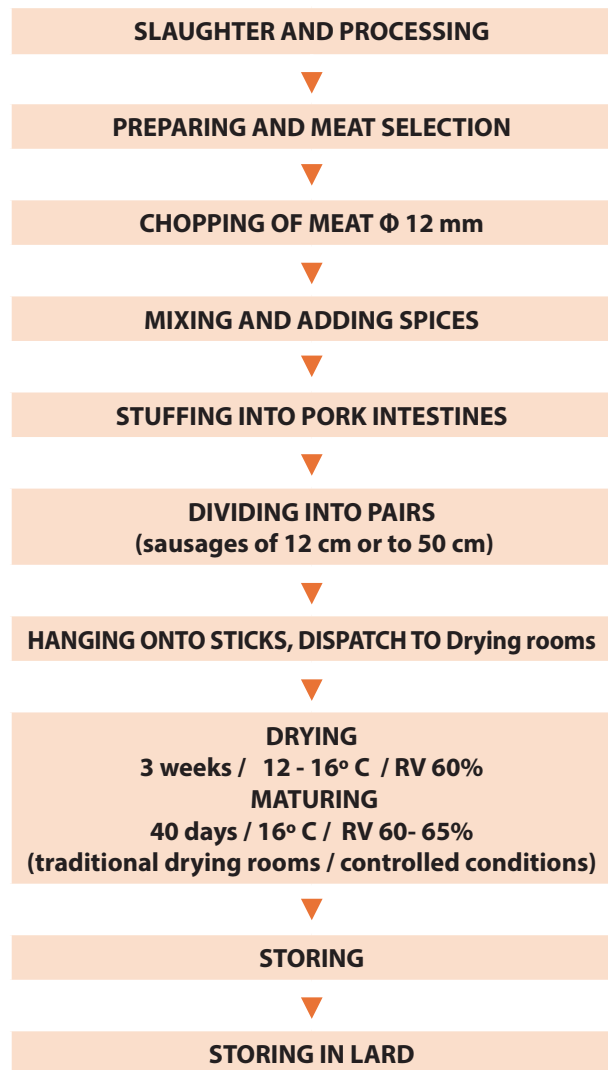 SLAUGHTER AND PROCESSING
PREPARING AND MEAT SELECTION
CHOPPING OF MEAT Φ 12 mm
MIXING AND ADDING SPICES
STUFFING INTO PORK INTESTINES
DIVIDING INTO PAIRS
(sausages of 12 cm or to 50 cm)
HANGING ONTO STICKS, DISPATCH TO Drying rooms
DRYING
3 weeks / 12 - 16º C / RV 60%
MATURING
40 days / 16º C / RV 60- 65%
(traditional drying rooms / controlled conditions)
STORING
STORING IN LARD